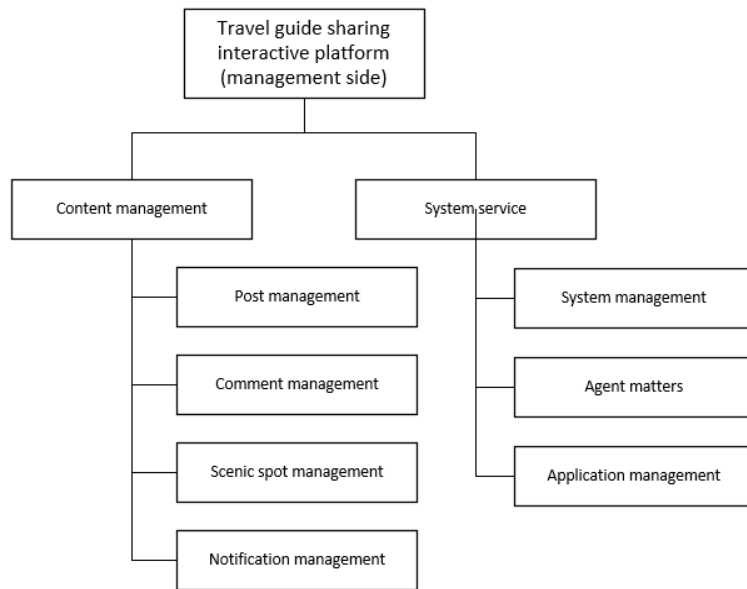 Travel guide sharing
interactive platform
(management side)
Content management
System service
Post management
System management
Comment management
Agent matters
Scenic spot management
Application management
Notification management